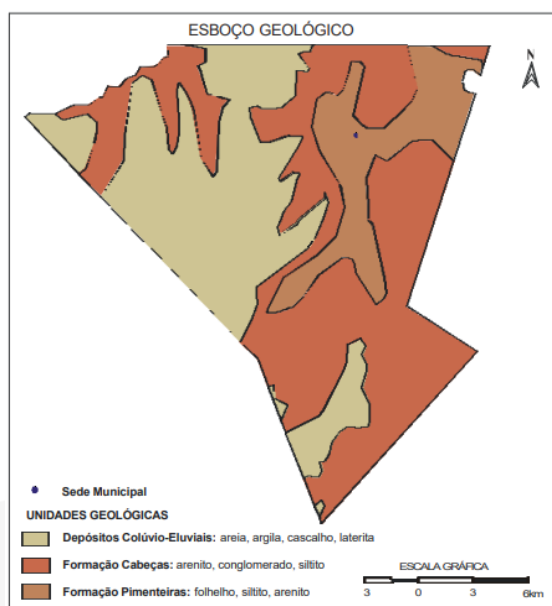 ESBOÇO GEOLÓGICO
N
Sede Municipal
UNIDADES GEOLÓGICAS
Depósitos Colúvio-Eluviais: areia, argila, cascalho, laterita
Formação Cabeças: arenito, conglomerado, siltito
Formação Pimenteiras: folhelho, siltito, arenito
ESCALA GRÁFICA
3 0 3 6km